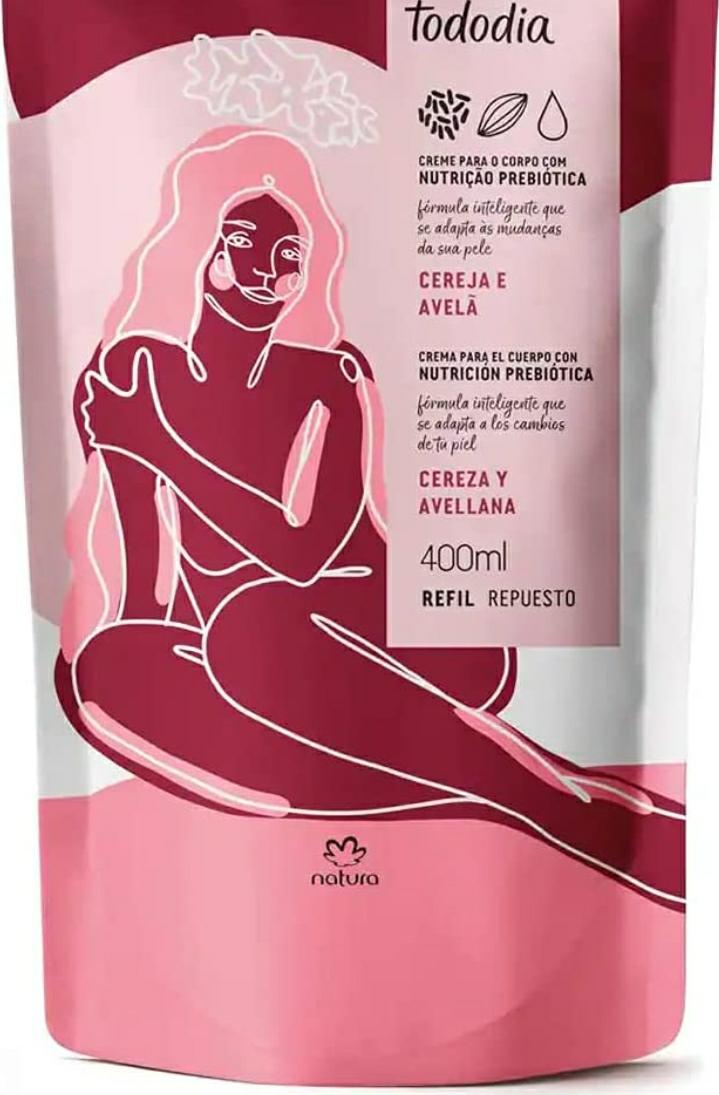 tododia
CREME PARA O CORPO COM
NUTRIÇÃO PREBIÓTICA
fórmula inteligente que
se adapta às mudanças
da sua pele
CEREJA E
AVELÃ
CREMA PARA EL CUERPO CON
NUTRICIÓN PREBIÓTICA
fórmula inteligente que
se adapta a los cambios
de tu piel
CEREZA Y
AVELLANA
400ml
REFIL REPUESTO
natura